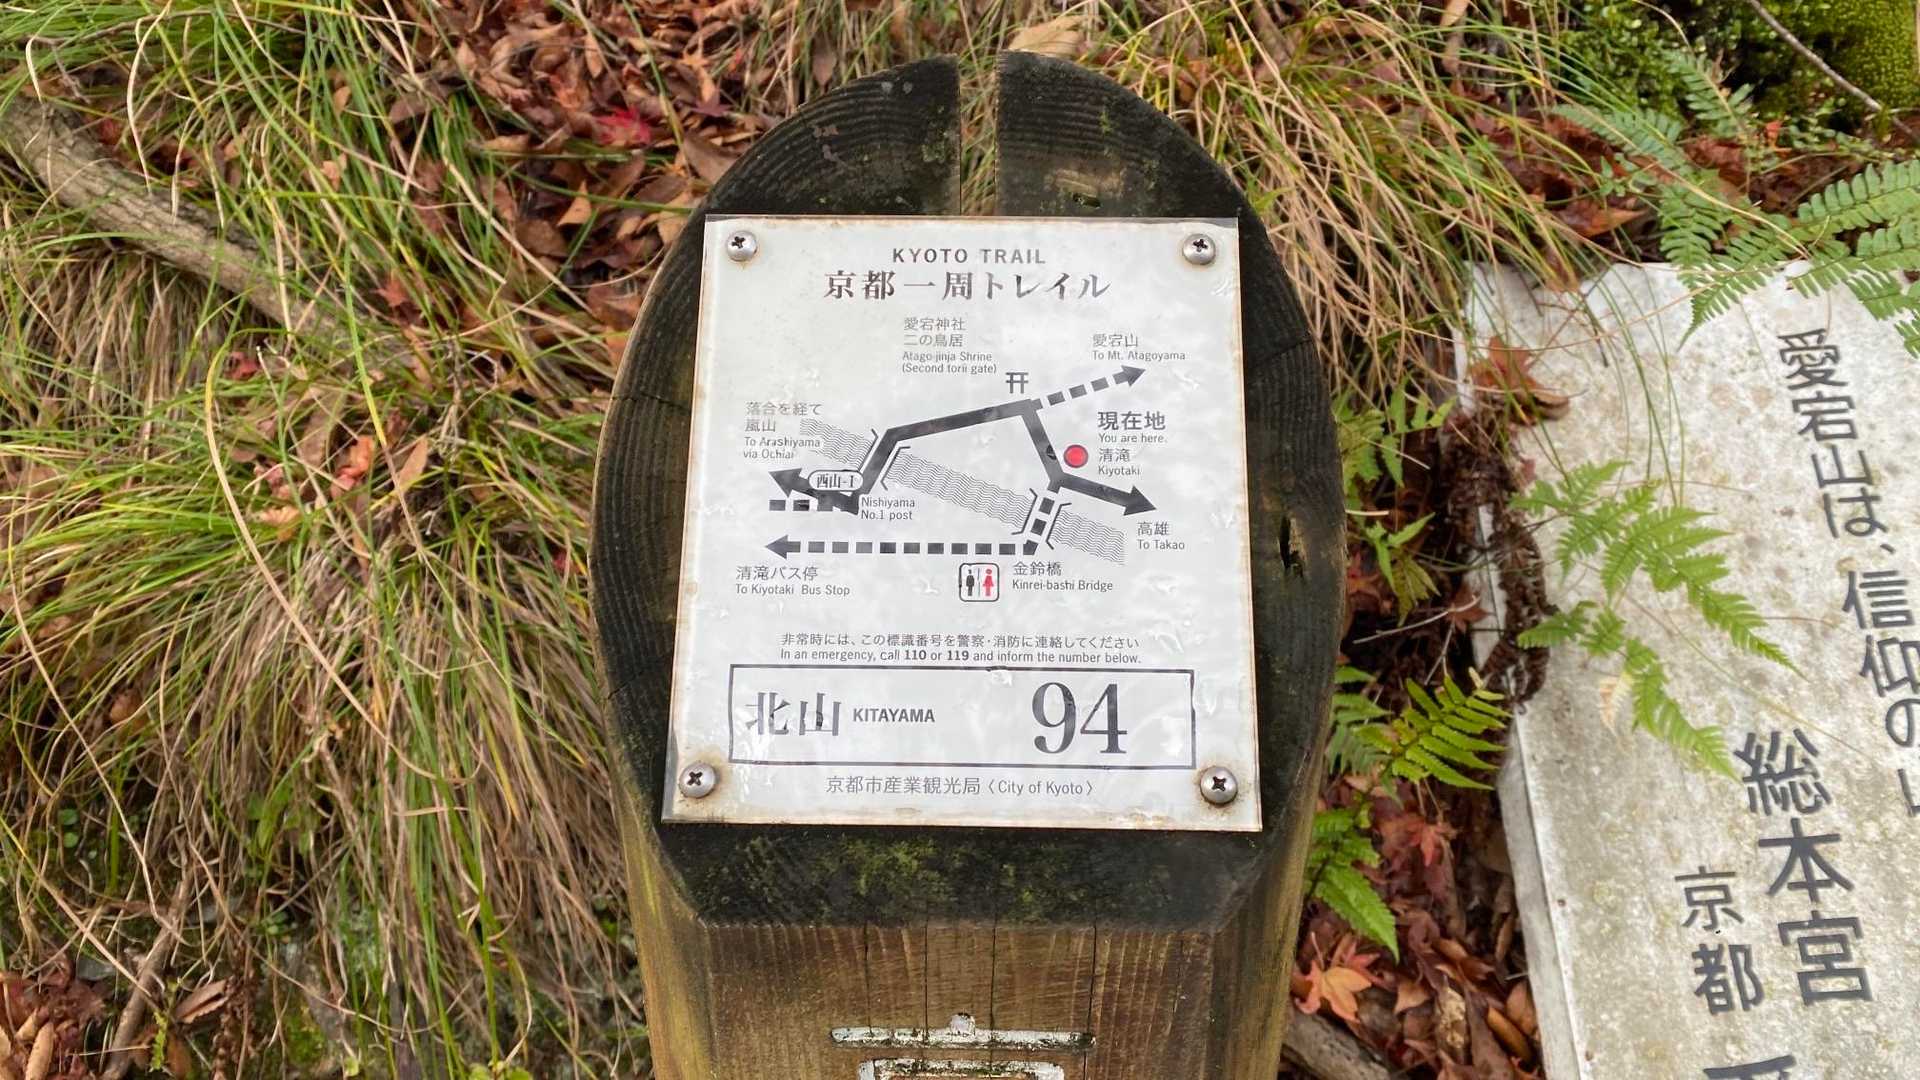 KYOTO TRAIL
京都一周トレイル
愛宕神社
二の鳥居
Atago-jinja Shrine
(Second torii gate)
愛宕山
To Mt. Atagoyama
落合を経て
嵐山
To Arashiyama
via Ochiai
現在地
You are here.
清滝
Kiyotaki
西山-1
Nishiyama
No.1 post
高雄
To Takao
清滝バス停
To Kiyotaki Bus Stop
金鈴橋
Kinrei-bashi Bridge
非常時には、この標識番号を警察・消防に連絡してください
In an emergency, call 110 or 119 and inform the number below.
北山 KITAYAMA 94
京都市産業観光局〈City of Kyoto〉
愛宕山は、信仰の山
総本宮
京都